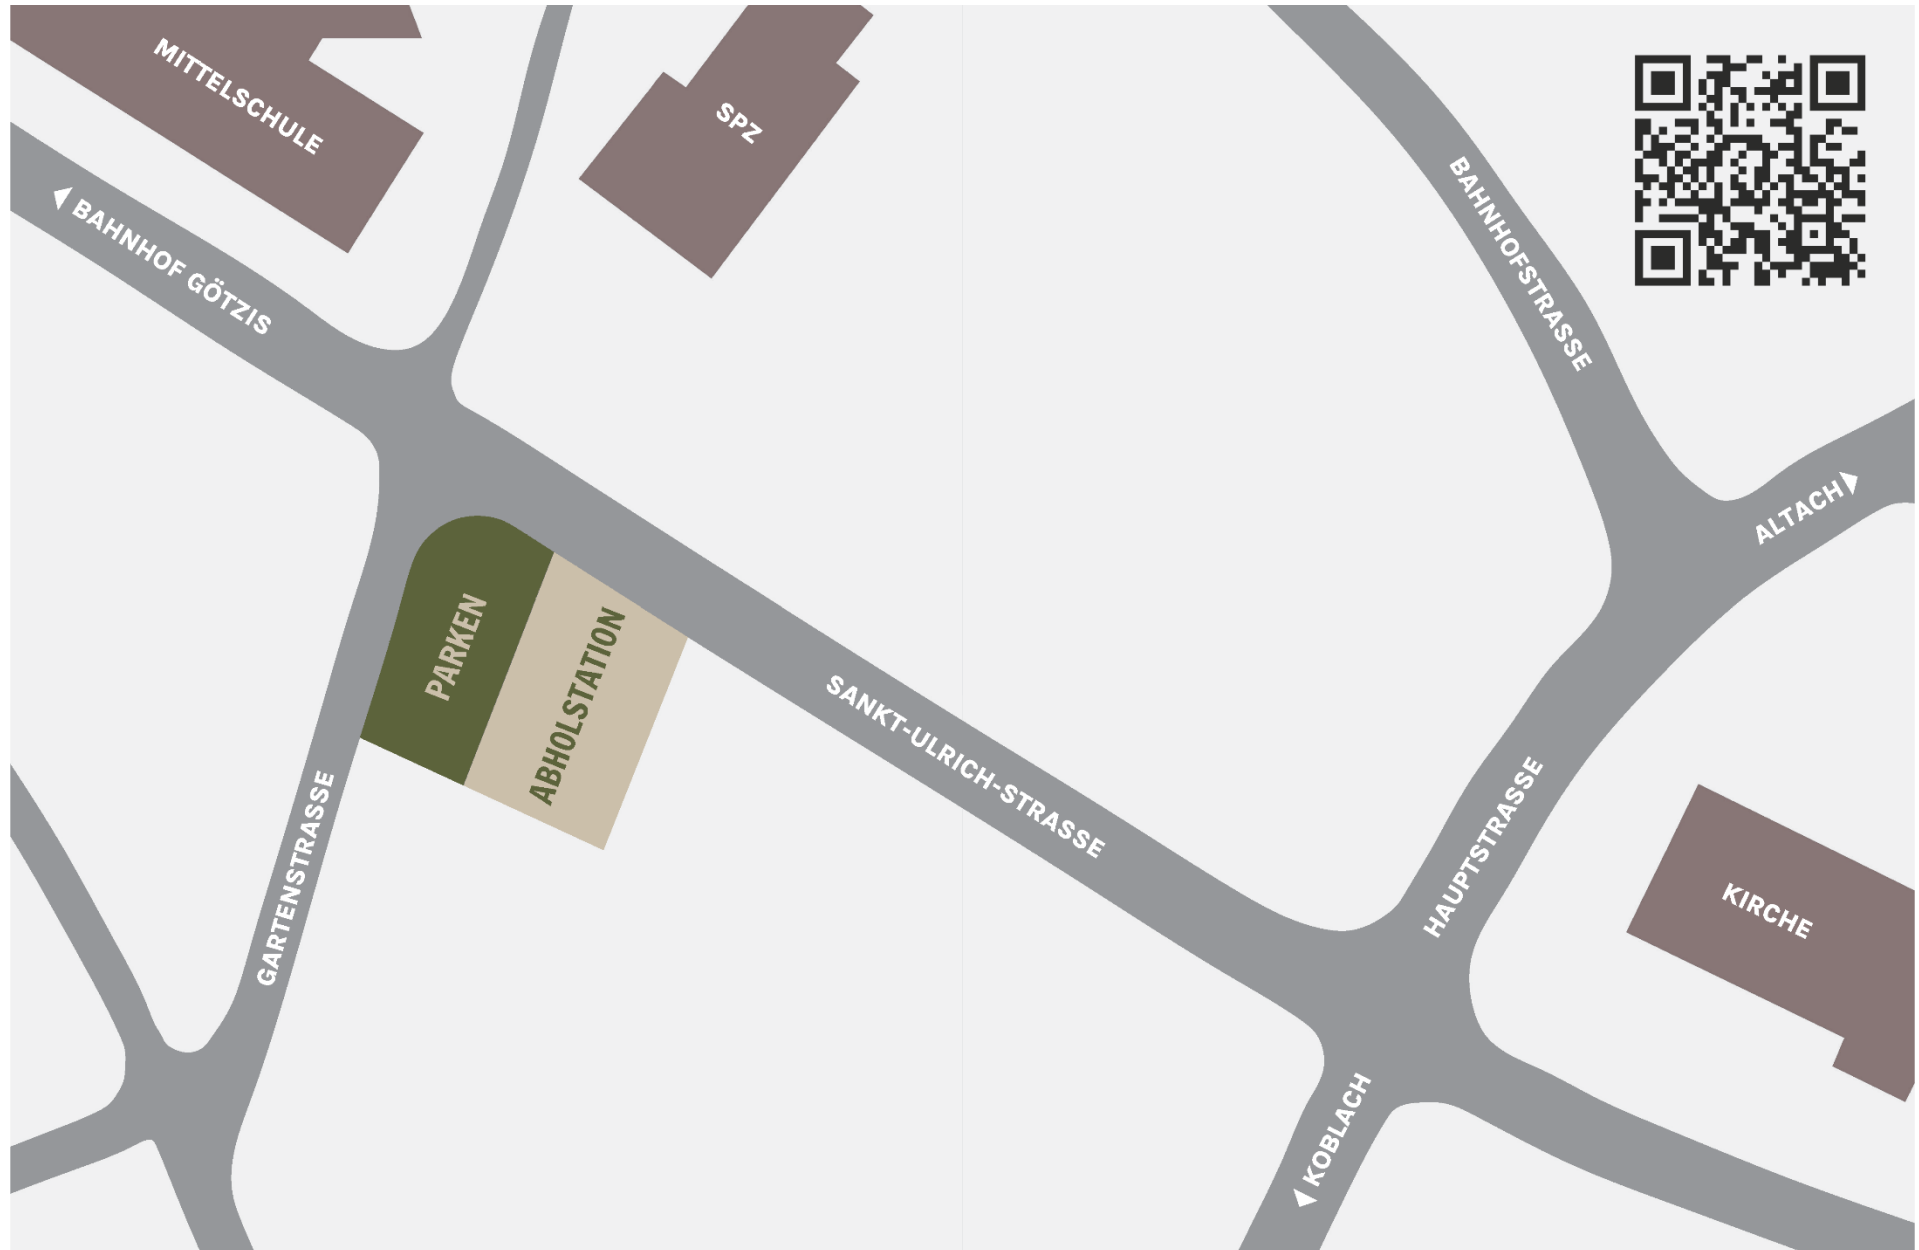 MITTELSCHULE
SPZ
BAHNHOF GÖTZIS
BAHNHOFSTRASSE
ALTACH
PARKEN
ABHOLSTATION
SANKT-ULRICH-STRASSE
GARTENSTRASSE
HAUPTSTRASSE
KIRCHE
KOBLACH